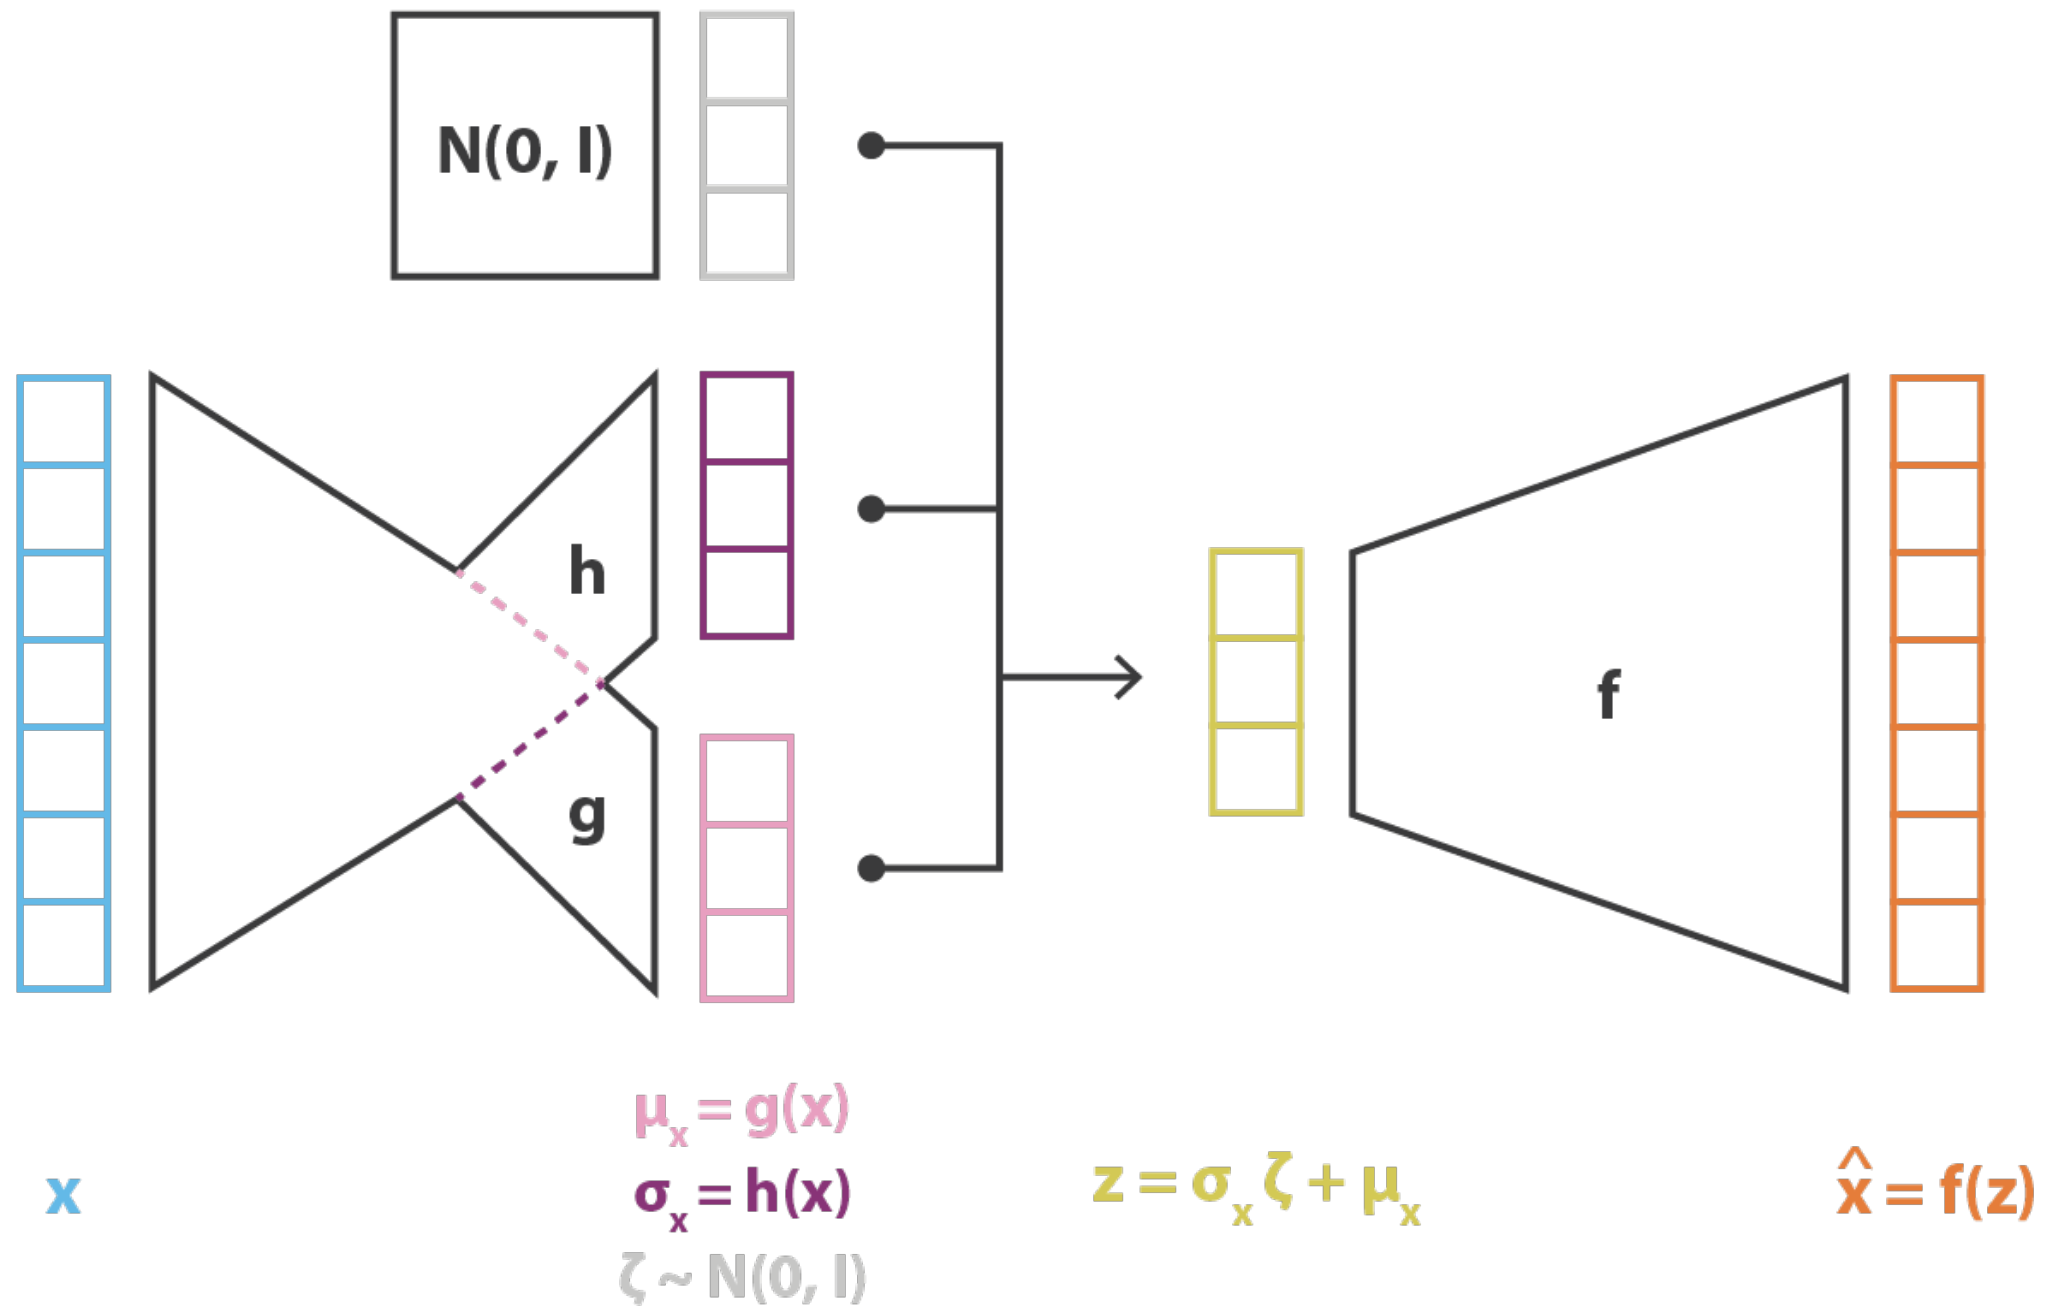 N(0, I)
h
g
f
μₓ = g(x)
σₓ = h(x)
ζ ~ N(0, I)
x
z = σₓ ζ + μₓ
x̂ = f(z)